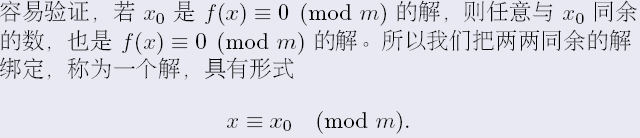 容易验证，若 x₀ 是 f(x) ≡ 0 (mod m) 的解，则任意与 x₀ 同余
的数，也是 f(x) ≡ 0 (mod m) 的解。所以我们把两两同余的解
绑定，称为一个解，具有形式
x ≡ x₀ (mod m).